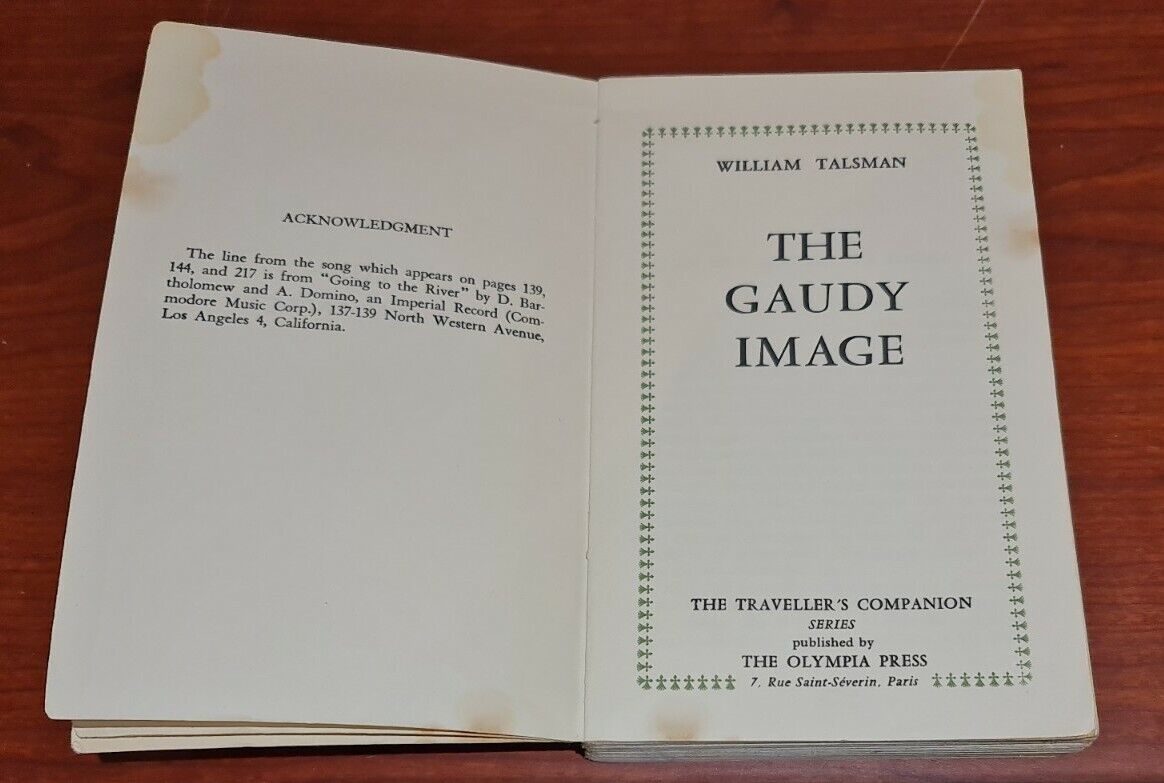 ACKNOWLEDGMENT
The line from the song which appears on pages 139,
144, and 217 is from "Going to the River" by D. Bar-
tholomew and A. Domino, an Imperial Record (Com-
modore Music Corp.), 137-139 North Western Avenue,
Los Angeles 4, California.
WILLIAM TALSMAN
THE
GAUDY
IMAGE
THE TRAVELLER'S COMPANION
SERIES
published by
THE OLYMPIA PRESS
7, Rue Saint-Séverin, Paris